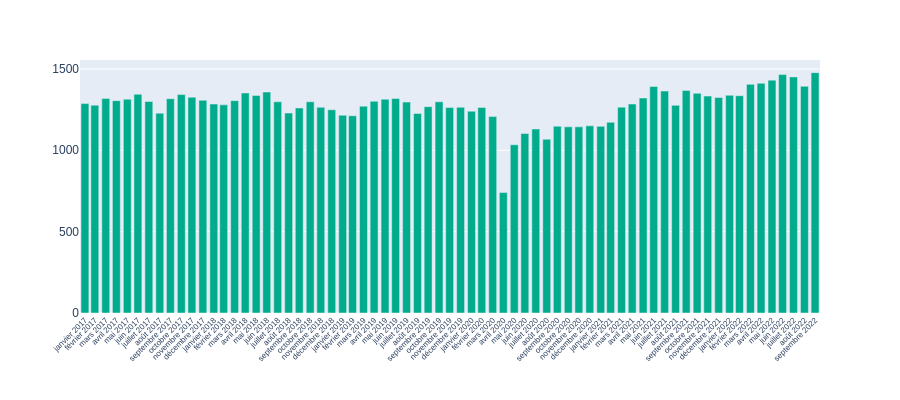 1500
1000
500
0
janvier 2017
février 2017
mars 2017
avril 2017
mai 2017
juin 2017
juillet 2017
août 2017
septembre 2017
octobre 2017
novembre 2017
décembre 2017
janvier 2018
février 2018
mars 2018
avril 2018
mai 2018
juin 2018
juillet 2018
août 2018
septembre 2018
octobre 2018
novembre 2018
décembre 2018
janvier 2019
février 2019
mars 2019
avril 2019
mai 2019
juin 2019
juillet 2019
août 2019
septembre 2019
octobre 2019
novembre 2019
décembre 2019
janvier 2020
février 2020
mars 2020
avril 2020
mai 2020
juin 2020
juillet 2020
août 2020
septembre 2020
octobre 2020
novembre 2020
décembre 2020
janvier 2021
février 2021
mars 2021
avril 2021
mai 2021
juin 2021
juillet 2021
août 2021
septembre 2021
octobre 2021
novembre 2021
décembre 2021
janvier 2022
février 2022
mars 2022
avril 2022
mai 2022
juin 2022
juillet 2022
août 2022
septembre 2022